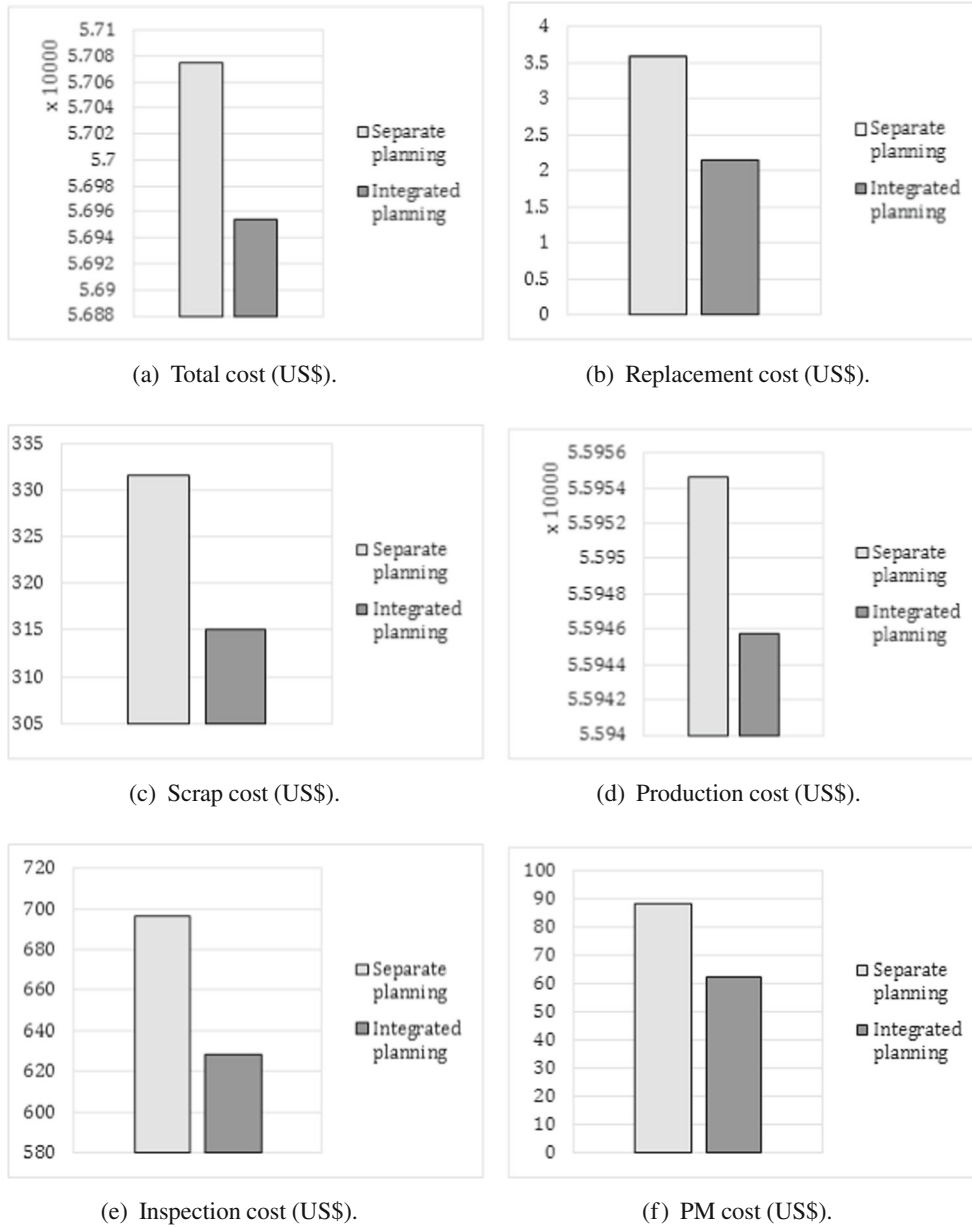 5.71
5.708
5.706
5.704
5.702
5.7
5.698
5.696
5.694
5.692
5.69
5.688
x 10000
Separate
planning
Integrated
planning
(a) Total cost (US$).
4
3.5
3
2.5
2
1.5
1
0.5
0
Separate
planning
Integrated
planning
(b) Replacement cost (US$).
335
330
325
320
315
310
305
Separate
planning
Integrated
planning
(c) Scrap cost (US$).
5.5956
5.5954
5.5952
5.595
5.5948
5.5946
5.5944
5.5942
5.594
x 10000
Separate
planning
Integrated
planning
(d) Production cost (US$).
720
700
680
660
640
620
600
580
Separate
planning
Integrated
planning
(e) Inspection cost (US$).
100
90
80
70
60
50
40
30
20
10
0
Separate
planning
Integrated
planning
(f) PM cost (US$).